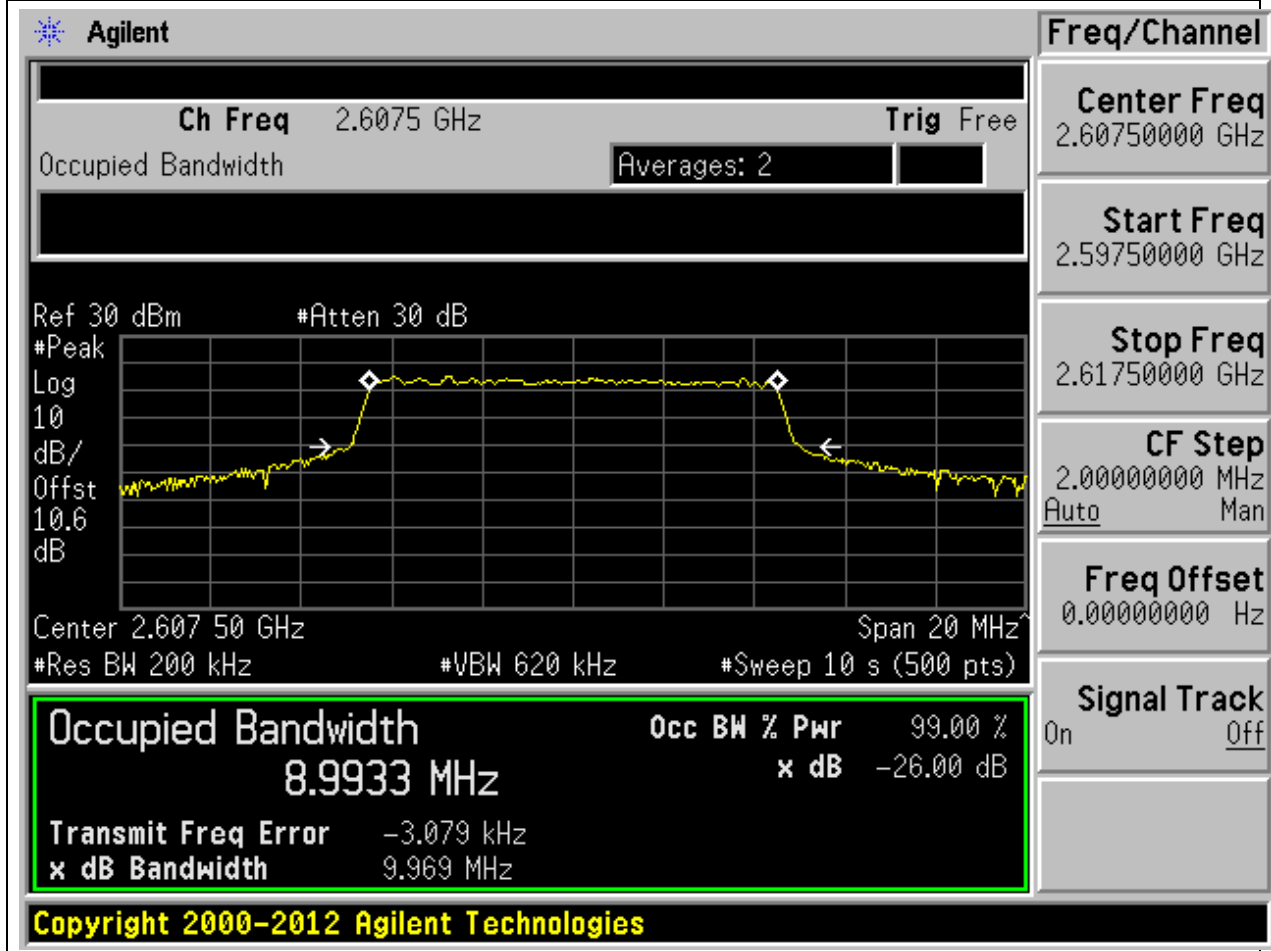 Agilent
Freq/Channel
Ch Freq 2.6075 GHz Trig Free
Occupied Bandwidth Averages: 2
Center Freq
2.60750000 GHz
Start Freq
2.59750000 GHz
Stop Freq
2.61750000 GHz
CF Step
2.00000000 MHz
Auto Man
Freq Offset
0.00000000 Hz
Signal Track
On Off
Ref 30 dBm #Atten 30 dB
#Peak
Log
10
dB/
Offst
10.6
dB
Center 2.607 50 GHz Span 20 MHz^
#Res BW 200 kHz #VBW 620 kHz #Sweep 10 s (500 pts)
Occupied Bandwidth Occ BW % Pwr 99.00 %
8.9933 MHz x dB -26.00 dB
Transmit Freq Error -3.079 kHz
x dB Bandwidth 9.969 MHz
Copyright 2000-2012 Agilent Technologies